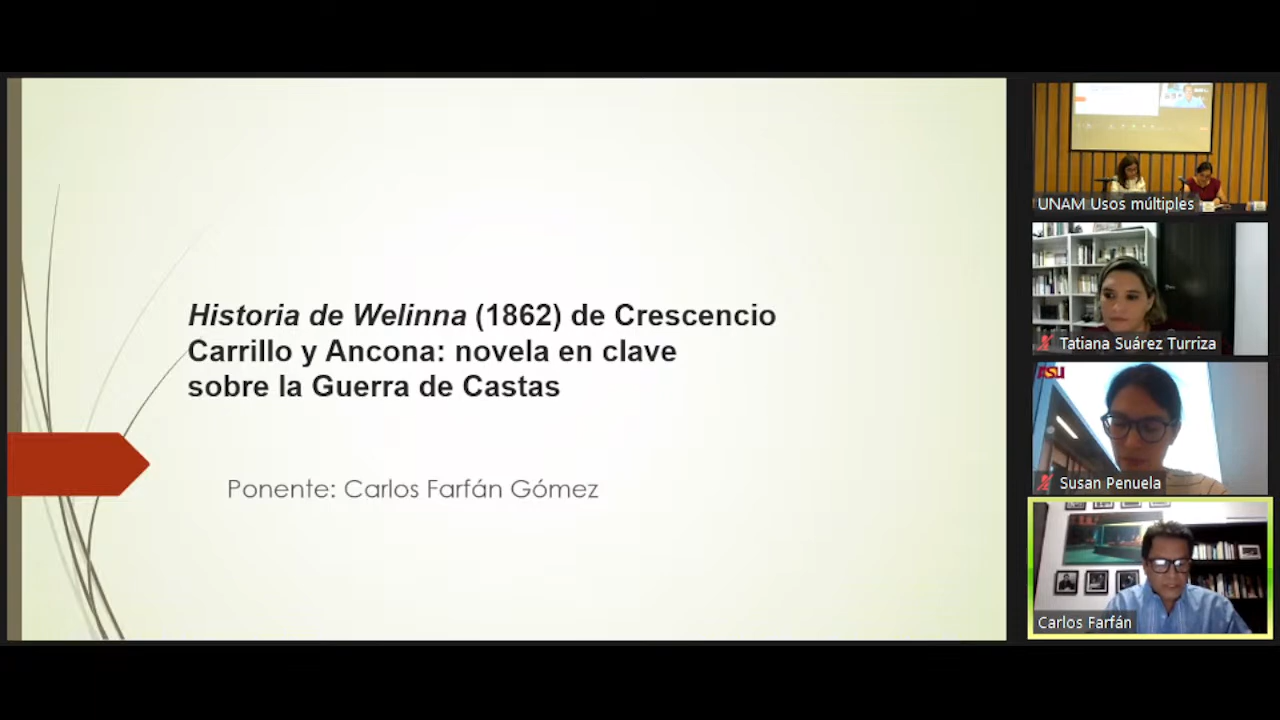 Historia de Welinna (1862) de Crescencio
Carrillo y Ancona: novela en clave
sobre la Guerra de Castas
Ponente: Carlos Farfán Gómez
UNAM Usos múltiples
Tatiana Suárez Turriza
ASU
Susan Penuela
Carlos Farfán